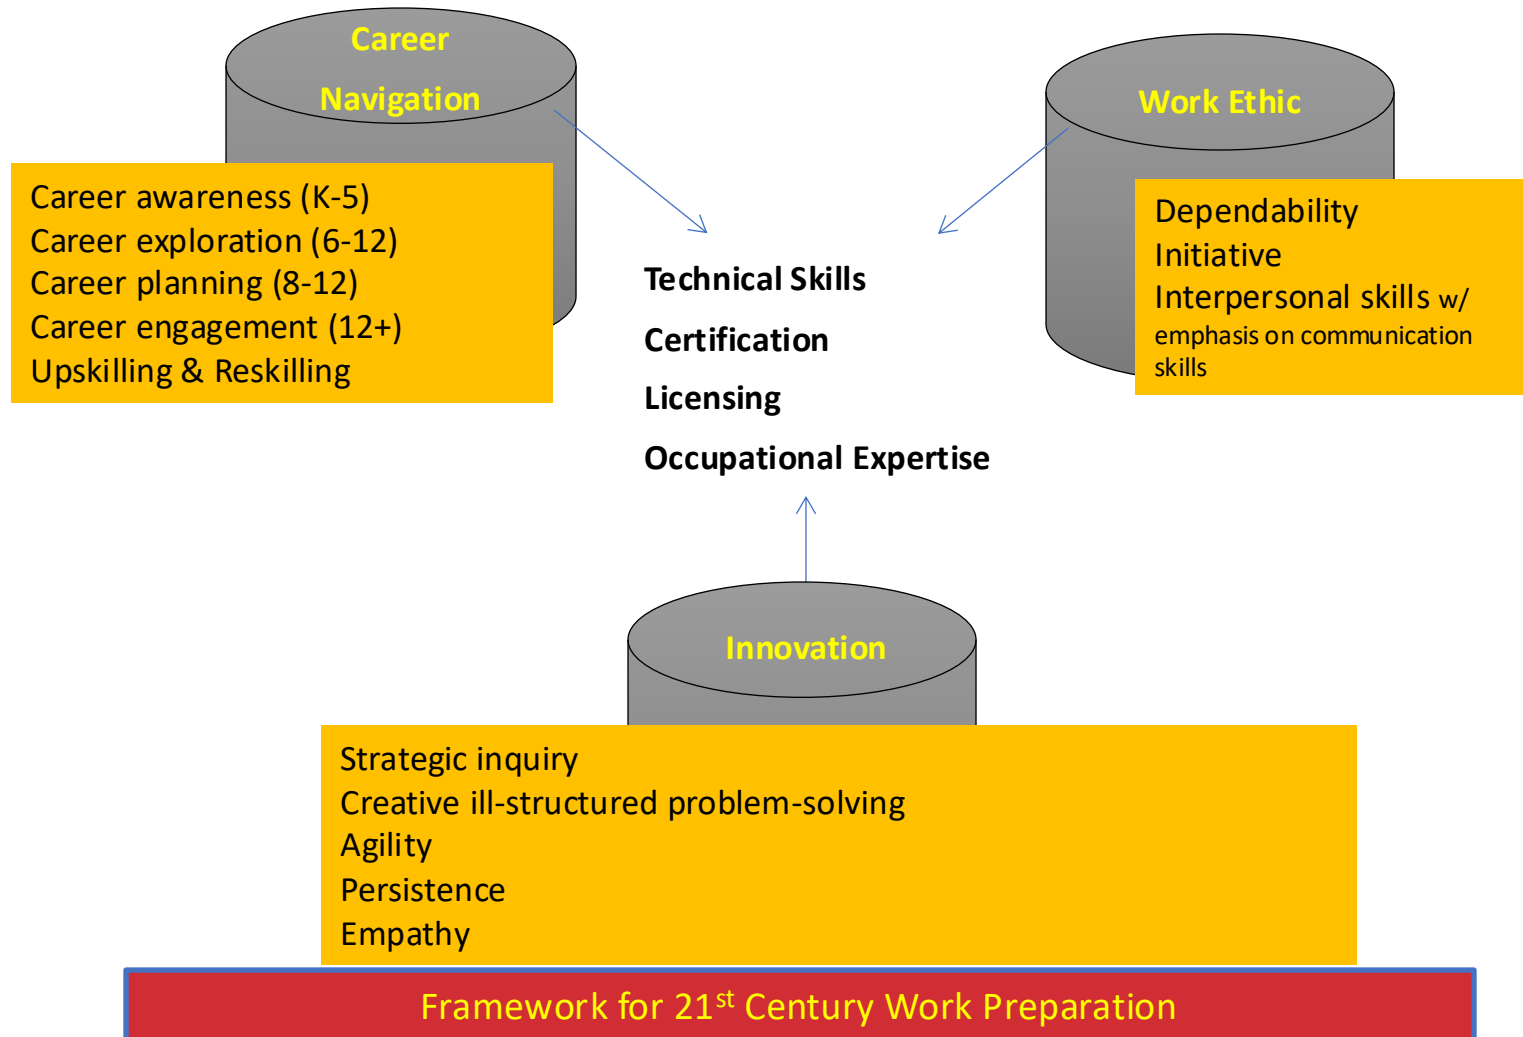 Career
Navigation
Work Ethic
Career awareness (K-5)
Career exploration (6-12)
Career planning (8-12)
Career engagement (12+)
Upskilling & Reskilling
Dependability
Initiative
Interpersonal skills w/
emphasis on communication
skills
Technical Skills
Certification
Licensing
Occupational Expertise
Innovation
Strategic inquiry
Creative ill-structured problem-solving
Agility
Persistence
Empathy
Framework for 21st Century Work Preparation